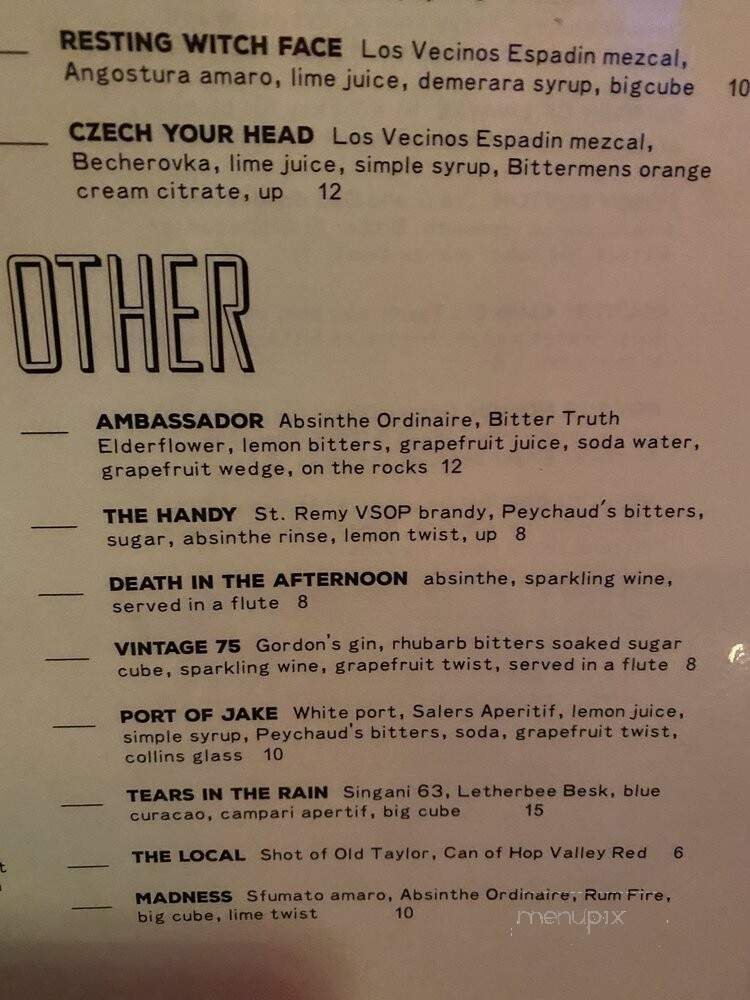 RESTING WITCH FACE Los Vecinos Espadin mezcal,
Angostura amaro, lime juice, demerara syrup, bigcube 10
CZECH YOUR HEAD Los Vecinos Espadin mezcal,
Becherovka, lime juice, simple syrup, Bittermens orange
cream citrate, up 12
OTHER
AMBASSADOR Absinthe Ordinaire, Bitter Truth
Elderflower, lemon bitters, grapefruit juice, soda water,
grapefruit wedge, on the rocks 12
THE HANDY St. Remy VSOP brandy, Peychaud's bitters,
sugar, absinthe rinse, lemon twist, up 8
DEATH IN THE AFTERNOON absinthe, sparkling wine,
served in a flute 8
VINTAGE 75 Gordon's gin, rhubarb bitters soaked sugar
cube, sparkling wine, grapefruit twist, served in a flute 8
PORT OF JAKE White port, Salers Aperitif, lemon juice,
simple syrup, Peychaud's bitters, soda, grapefruit twist,
collins glass 10
TEARS IN THE RAIN Singani 63, Letherbee Besk, blue
curacao, campari apertif, big cube 15
THE LOCAL Shot of Old Taylor, Can of Hop Valley Red 6
MADNESS Sfumato amaro, Absinthe Ordinaire, Rum Fire,
big cube, lime twist 10
menupix